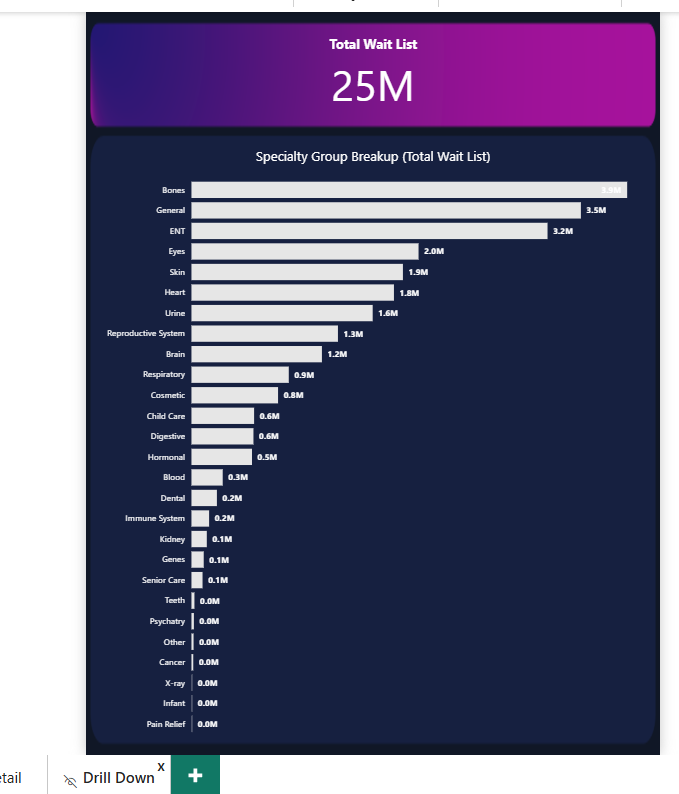 Total Wait List
25M
Specialty Group Breakup (Total Wait List)
Bones 3.9M
General 3.5M
ENT 3.2M
Eyes 2.0M
Skin 1.9M
Heart 1.8M
Urine 1.6M
Reproductive System 1.3M
Brain 1.2M
Respiratory 0.9M
Cosmetic 0.8M
Child Care 0.6M
Digestive 0.6M
Hormonal 0.5M
Blood 0.3M
Dental 0.2M
Immune System 0.2M
Kidney 0.1M
Genes 0.1M
Senior Care 0.1M
Teeth 0.0M
Psychatry 0.0M
Other 0.0M
Cancer 0.0M
X-ray 0.0M
Infant 0.0M
Pain Relief 0.0M
etail Drill Down X +